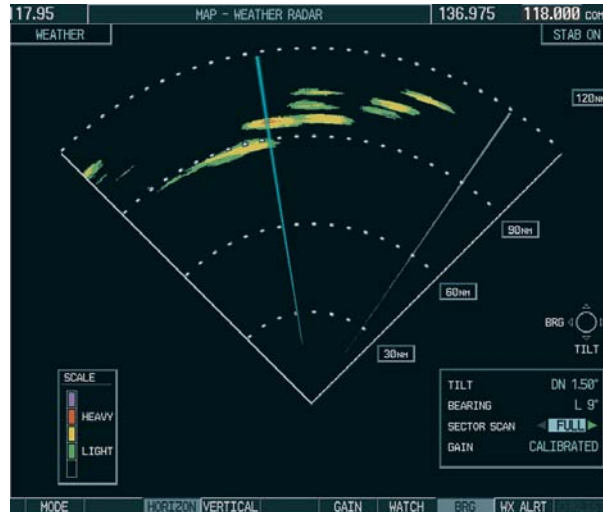 17.95 MAP – WEATHER RADAR 136.975 118.000 COM
WEATHER STAB ON
120NM
90NM
60NM
BRG
TILT
30NM
SCALE
HEAVY
LIGHT
TILT DN 1.50°
BEARING L 9°
SECTOR SCAN FULL
GAIN CALIBRATED
MODE HORIZON VERTICAL GAIN WATCH BRG WX ALRT